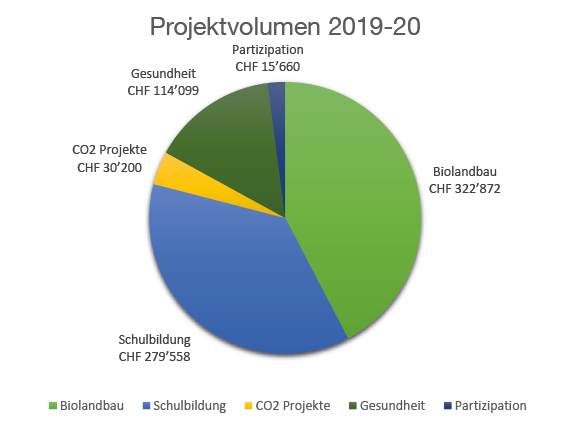 Projektvolumen 2019-20
Partizipation
CHF 15’660
Gesundheit
CHF 114’099
CO2 Projekte
CHF 30’200
Biolandbau
CHF 322’872
Schulbildung
CHF 279’558
Biolandbau Schulbildung CO2 Projekte Gesundheit Partizipation